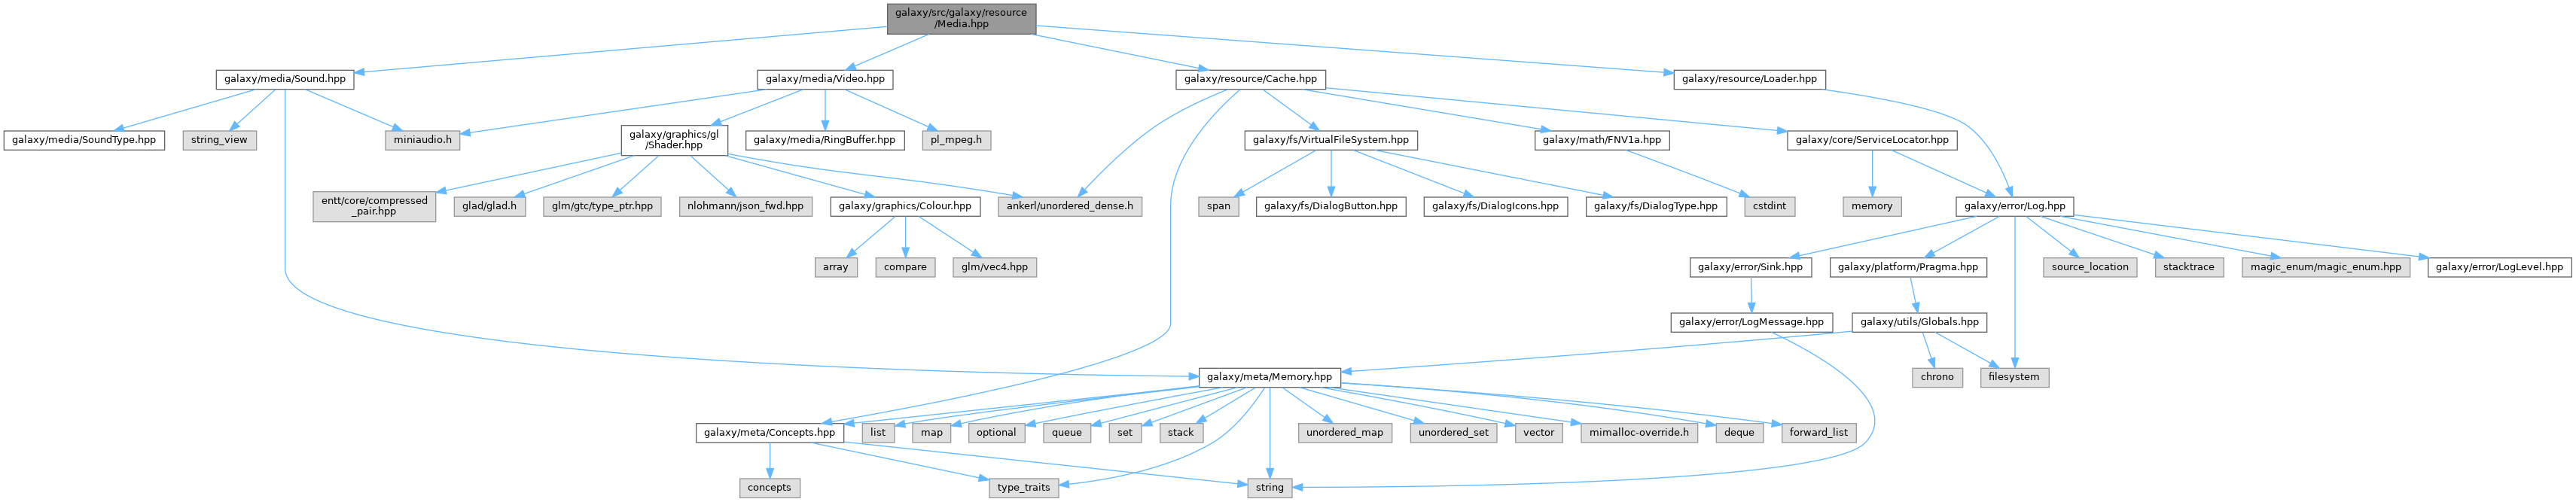 galaxy/src/galaxy/resource
/Media.hpp
galaxy/media/Sound.hpp
galaxy/media/Video.hpp
galaxy/resource/Cache.hpp
galaxy/resource/Loader.hpp
galaxy/media/SoundType.hpp
string_view
miniaudio.h
galaxy/graphics/gl
/Shader.hpp
galaxy/media/RingBuffer.hpp
pl_mpeg.h
galaxy/fs/VirtualFileSystem.hpp
galaxy/math/FNV1a.hpp
galaxy/core/ServiceLocator.hpp
entt/core/compressed
_pair.hpp
glad/glad.h
glm/gtc/type_ptr.hpp
nlohmann/json_fwd.hpp
galaxy/graphics/Colour.hpp
ankerl/unordered_dense.h
span
galaxy/fs/DialogButton.hpp
galaxy/fs/DialogIcons.hpp
galaxy/fs/DialogType.hpp
cstdint
memory
galaxy/error/Log.hpp
array
compare
glm/vec4.hpp
galaxy/error/Sink.hpp
galaxy/platform/Pragma.hpp
source_location
stacktrace
magic_enum/magic_enum.hpp
galaxy/error/LogLevel.hpp
galaxy/error/LogMessage.hpp
galaxy/utils/Globals.hpp
galaxy/meta/Memory.hpp
chrono
filesystem
galaxy/meta/Concepts.hpp
list
map
optional
queue
set
stack
unordered_map
unordered_set
vector
mimalloc-override.h
deque
forward_list
concepts
type_traits
string